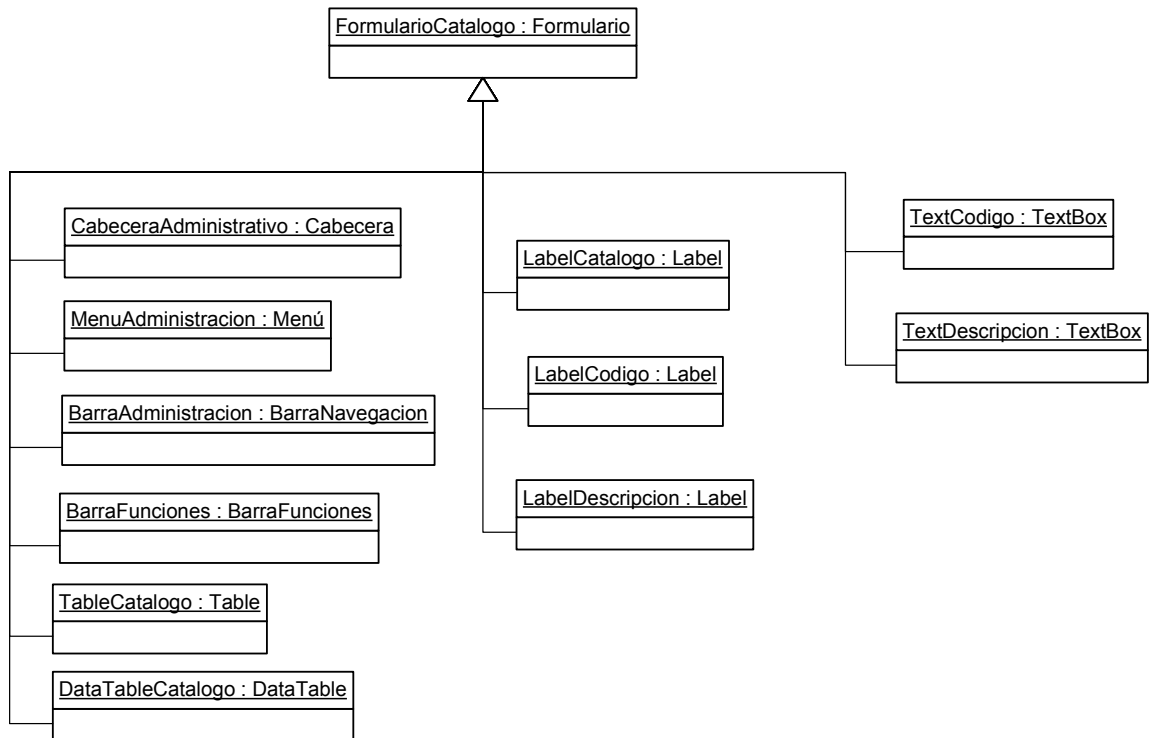 FormularioCatalogo : Formulario
CabeceraAdministrativo : Cabecera
MenuAdministracion : Menú
BarraAdministracion : BarraNavegacion
BarraFunciones : BarraFunciones
TableCatalogo : Table
DataTableCatalogo : DataTable
LabelCatalogo : Label
LabelCodigo : Label
LabelDescripcion : Label
TextCodigo : TextBox
TextDescripcion : TextBox